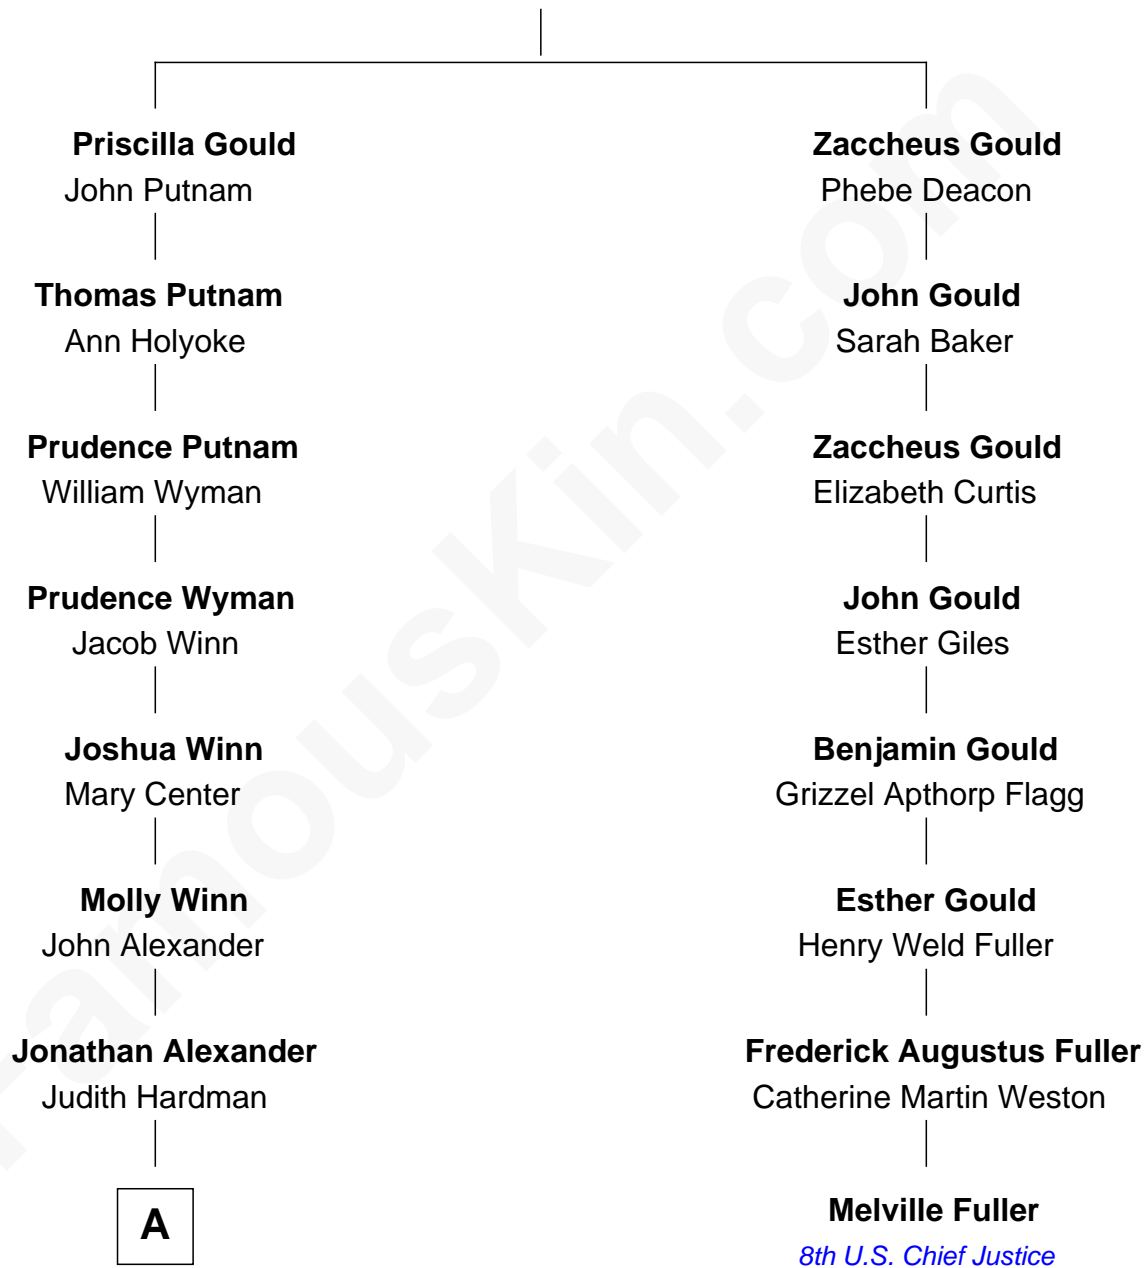 Priscilla Gould
John Putnam
Thomas Putnam
Ann Holyoke
Prudence Putnam
William Wyman
Prudence Wyman
Jacob Winn
Joshua Winn
Mary Center
Molly Winn
John Alexander
Jonathan Alexander
Judith Hardman
A
Zaccheus Gould
Phebe Deacon
John Gould
Sarah Baker
Zaccheus Gould
Elizabeth Curtis
John Gould
Esther Giles
Benjamin Gould
Grizzel Apthorp Flagg
Esther Gould
Henry Weld Fuller
Frederick Augustus Fuller
Catherine Martin Weston
Melville Fuller
8th U.S. Chief Justice
FamousKin.com